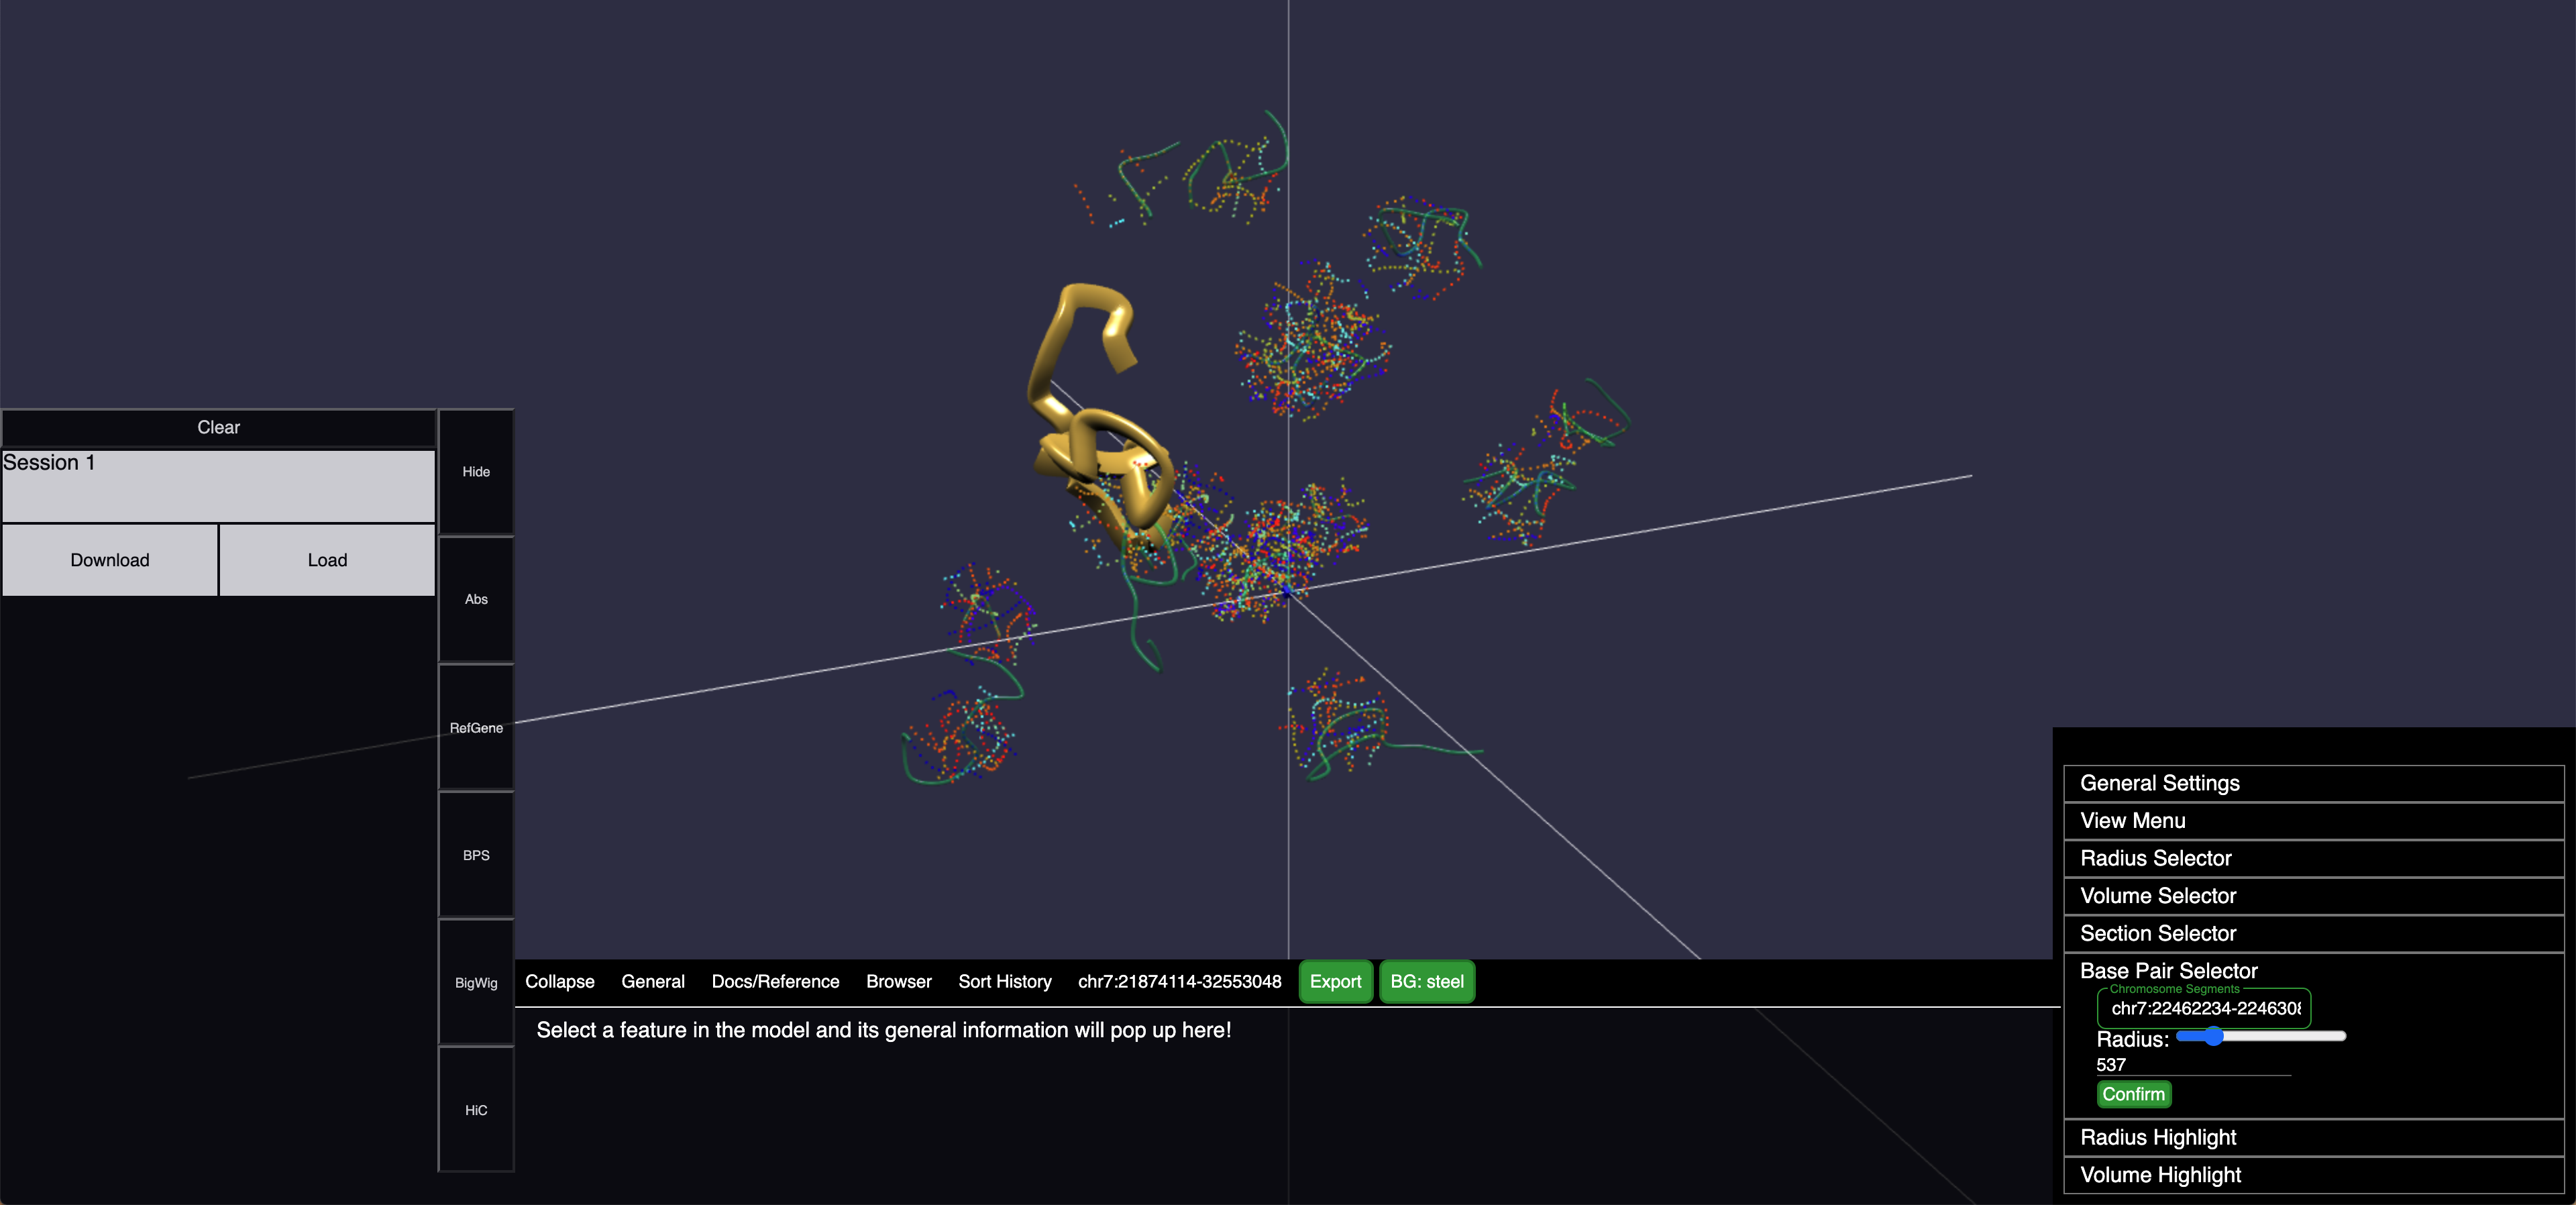 Clear
Session 1
Download
Load
Hide
Abs
RefGene
BPS
BigWig
HiC
Collapse General Docs/Reference Browser Sort History chr7:21874114-32553048 Export BG: steel
Select a feature in the model and its general information will pop up here!
General Settings
View Menu
Radius Selector
Volume Selector
Section Selector
Base Pair Selector
Chromosome Segments
chr7:22462234-2246308
Radius:
537
Confirm
Radius Highlight
Volume Highlight